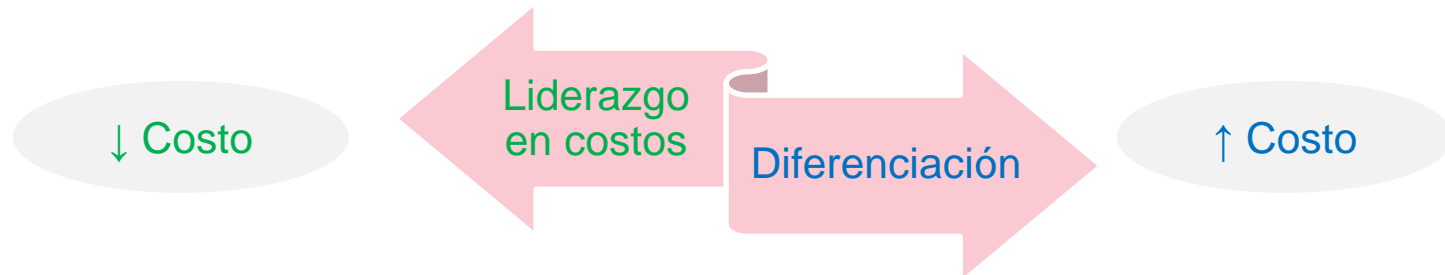 ↓ Costo
Liderazgo
en costos
Diferenciación
↑ Costo